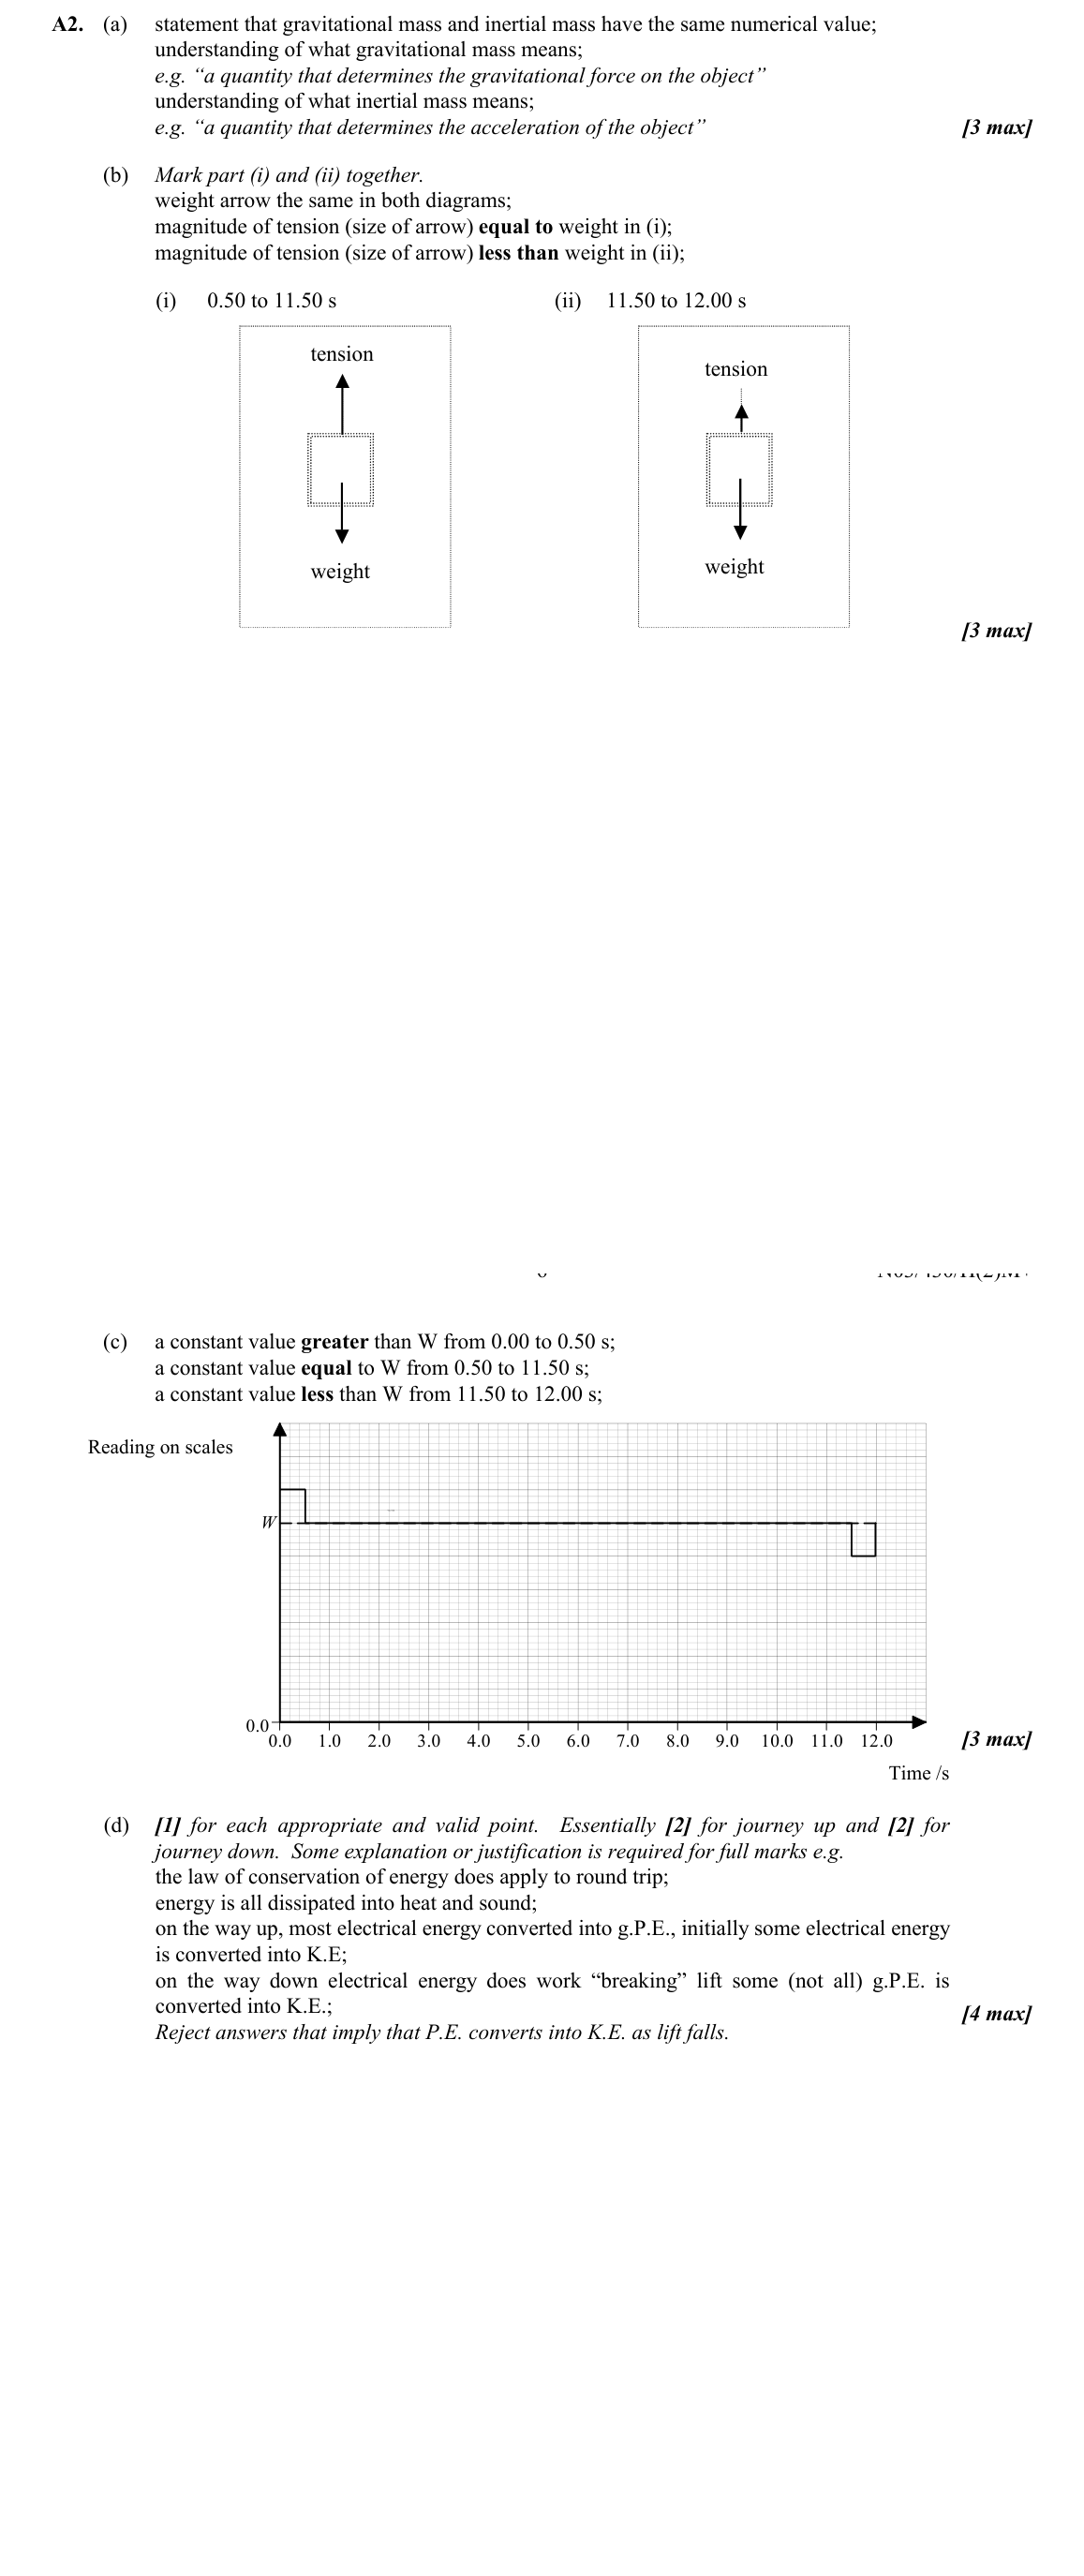 A2. (a) statement that gravitational mass and inertial mass have the same numerical value;
understanding of what gravitational mass means;
e.g. “a quantity that determines the gravitational force on the object”
understanding of what inertial mass means;
e.g. “a quantity that determines the acceleration of the object” [3 max]
(b) Mark part (i) and (ii) together.
weight arrow the same in both diagrams;
magnitude of tension (size of arrow) equal to weight in (i);
magnitude of tension (size of arrow) less than weight in (ii);
(i) 0.50 to 11.50 s (ii) 11.50 to 12.00 s
tension
tension
weight
weight
[3 max]
(c) a constant value greater than W from 0.00 to 0.50 s;
a constant value equal to W from 0.50 to 11.50 s;
a constant value less than W from 11.50 to 12.00 s;
Reading on scales
W
0.0
0.0 1.0 2.0 3.0 4.0 5.0 6.0 7.0 8.0 9.0 10.0 11.0 12.0 [3 max]
Time /s
(d) [1] for each appropriate and valid point. Essentially [2] for journey up and [2] for
journey down. Some explanation or justification is required for full marks e.g.
the law of conservation of energy does apply to round trip;
energy is all dissipated into heat and sound;
on the way up, most electrical energy converted into g.P.E., initially some electrical energy
is converted into K.E;
on the way down electrical energy does work “breaking” lift some (not all) g.P.E. is
converted into K.E.; [4 max]
Reject answers that imply that P.E. converts into K.E. as lift falls.